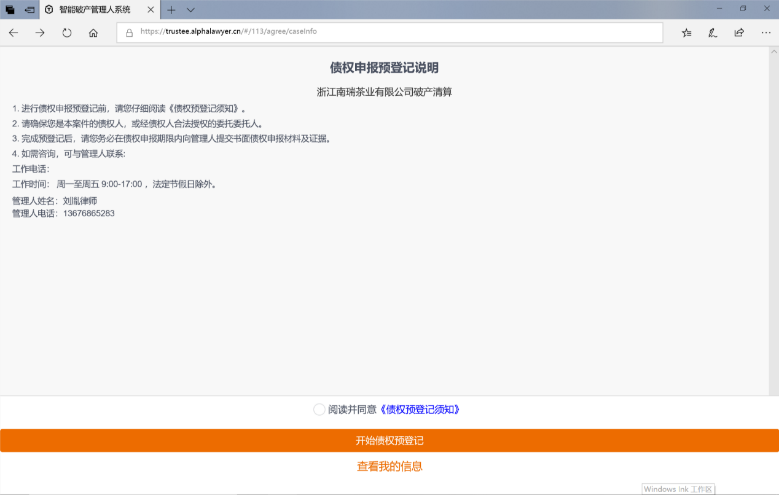 智能破产管理人系统
https://trustee.alphalawyer.cn/#/113/agree/caseInfo
债权申报预登记说明
浙江南瑞茶业有限公司破产清算
1. 进行债权申报预登记前，请您仔细阅读《债权预登记须知》。
2. 请确保您是本案件的债权人，或经债权人合法授权的委托委托人。
3. 完成预登记后，请您务必在债权申报期限内向管理人提交书面债权申报材料及证据。
4. 如需咨询，可与管理人联系:
工作电话：
工作时间： 周一至周五 9:00-17:00 ，法定节假日除外。
管理人姓名：刘胤律师
管理人电话：13676865283
阅读并同意《债权预登记须知》
开始债权预登记
查看我的信息
Windows Ink 工作区